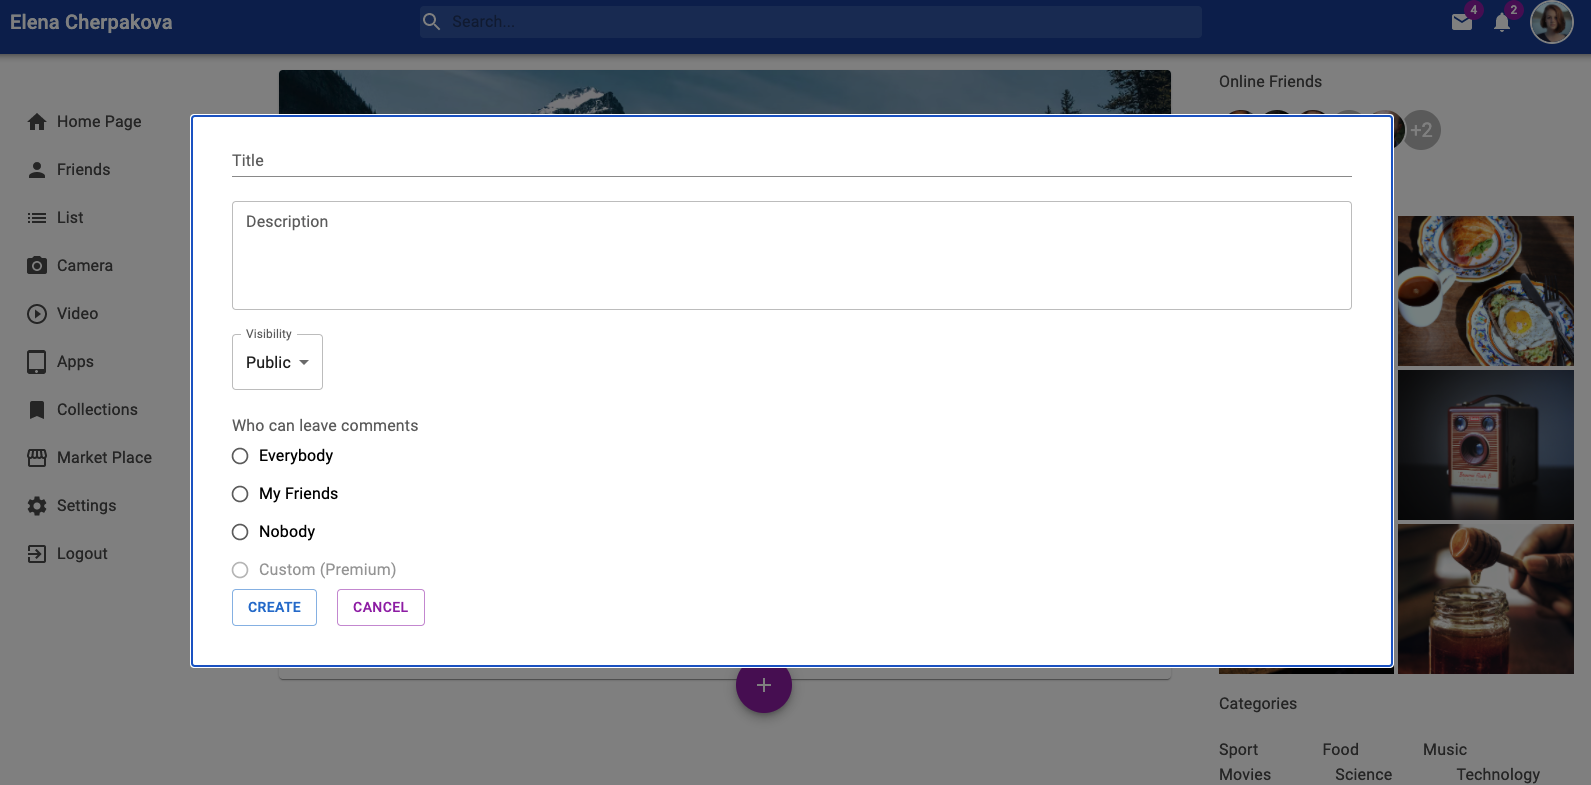 Elena Cherpakova
Search...
4
2
Online Friends
+2
Home Page
Friends
List
Camera
Video
Apps
Collections
Market Place
Settings
Logout
Title
Description
Visibility
Public
Who can leave comments
Everybody
My Friends
Nobody
Custom (Premium)
CREATE
CANCEL
Categories
Sport Food Music
Movies Science Technology